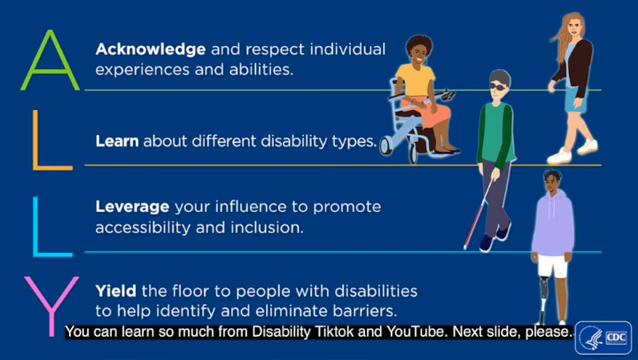 A
Acknowledge and respect individual
experiences and abilities.
L
Learn about different disability types.
L
Leverage your influence to promote
accessibility and inclusion.
Y
Yield the floor to people with disabilities
to help identify and eliminate barriers.
You can learn so much from Disability Tiktok and YouTube. Next slide, please.
CDC